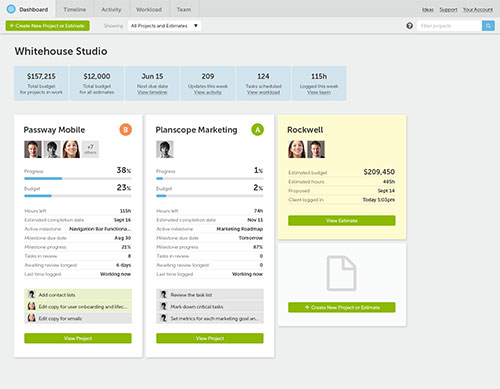 Dashboard Timeline Activity Workload Team Ideas Support Your Account
+ Create New Project or Estimate Showing All Projects and Estimates ▼ ? Filter projects
Whitehouse Studio
$157,215 $12,000 Jun 15 209 124 115h
Total budget Total budget Next due date Updates this week Tasks scheduled Logged this week
for projects in work for all estimates View timeline View activity View workload View team
Passway Mobile B
+7
others
Progress 38%
Budget 23%
Hours left 115h
Estimated completion date Sept 16
Active milestone Navigation Bar Functiona...
Milestone due date Aug 30
Milestone progress 21%
Tasks in review 8
Awaiting review longest 6 days
Last time logged Working now
Add contact lists
Edit copy for user onboarding and lifec...
Edit copy for emails
View Project
Planscope Marketing A
Progress 1%
Budget 2%
Hours left 74h
Estimated completion date Nov 11
Active milestone Marketing Roadmap
Milestone due date Tomorrow
Milestone progress 87%
Tasks in review 0
Awaiting review longest 0
Last time logged Working now
Review the task list
Mark down critical tasks
Set metrics for each marketing goal an...
View Project
Rockwell
Estimated budget $209,450
Estimated hours 445h
Proposed Sept 14
Client logged in Today 5:03pm
View Estimate
+ Create New Project or Estimate